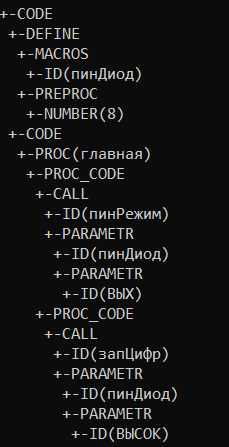 +-CODE
 +-DEFINE
  +-MACROS
   +-ID(пинДиод)
  +-PREPROC
   +-NUMBER(8)
 +-CODE
  +-PROC(главная)
   +-PROC_CODE
    +-CALL
     +-ID(пинРежим)
     +-PARAMETR
      +-ID(пинДиод)
      +-PARAMETR
       +-ID(ВЫХ)
    +-PROC_CODE
     +-CALL
      +-ID(запЦифр)
      +-PARAMETR
       +-ID(пинДиод)
       +-PARAMETR
        +-ID(ВЫСОК)